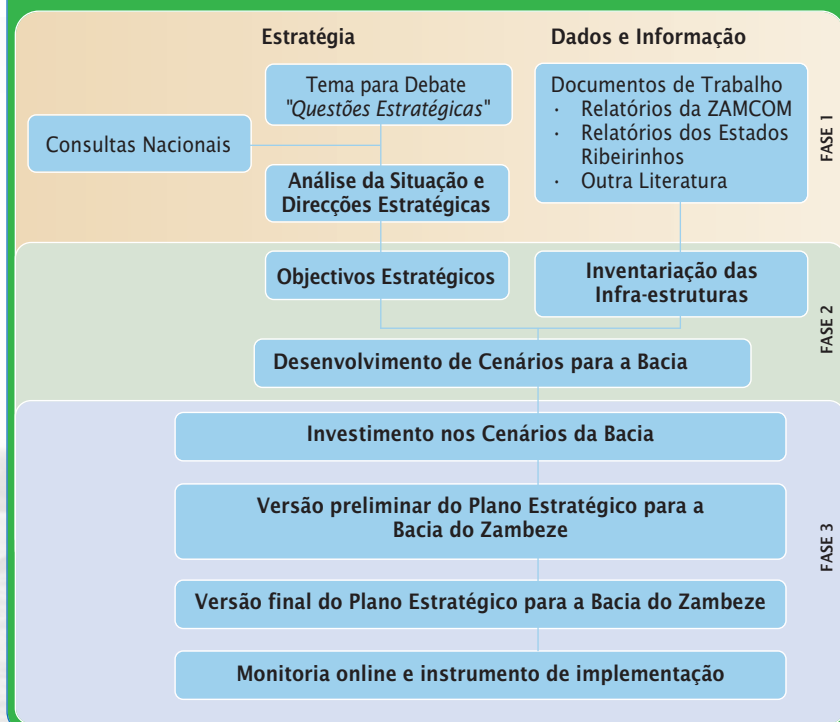 Estratégia
Dados e Informação
Tema para Debate
"Questões Estratégicas"
Consultas Nacionais
Análise da Situação e
Direcções Estratégicas
Documentos de Trabalho
· Relatórios da ZAMCOM
· Relatórios dos Estados
Ribeirinhos
· Outra Literatura
FASE 1
Objectivos Estratégicos
Inventariação das
Infra-estruturas
Desenvolvimento de Cenários para a Bacia
FASE 2
Investimento nos Cenários da Bacia
Versão preliminar do Plano Estratégico para a
Bacia do Zambeze
Versão final do Plano Estratégico para a Bacia do Zambeze
Monitoria online e instrumento de implementação
FASE 3